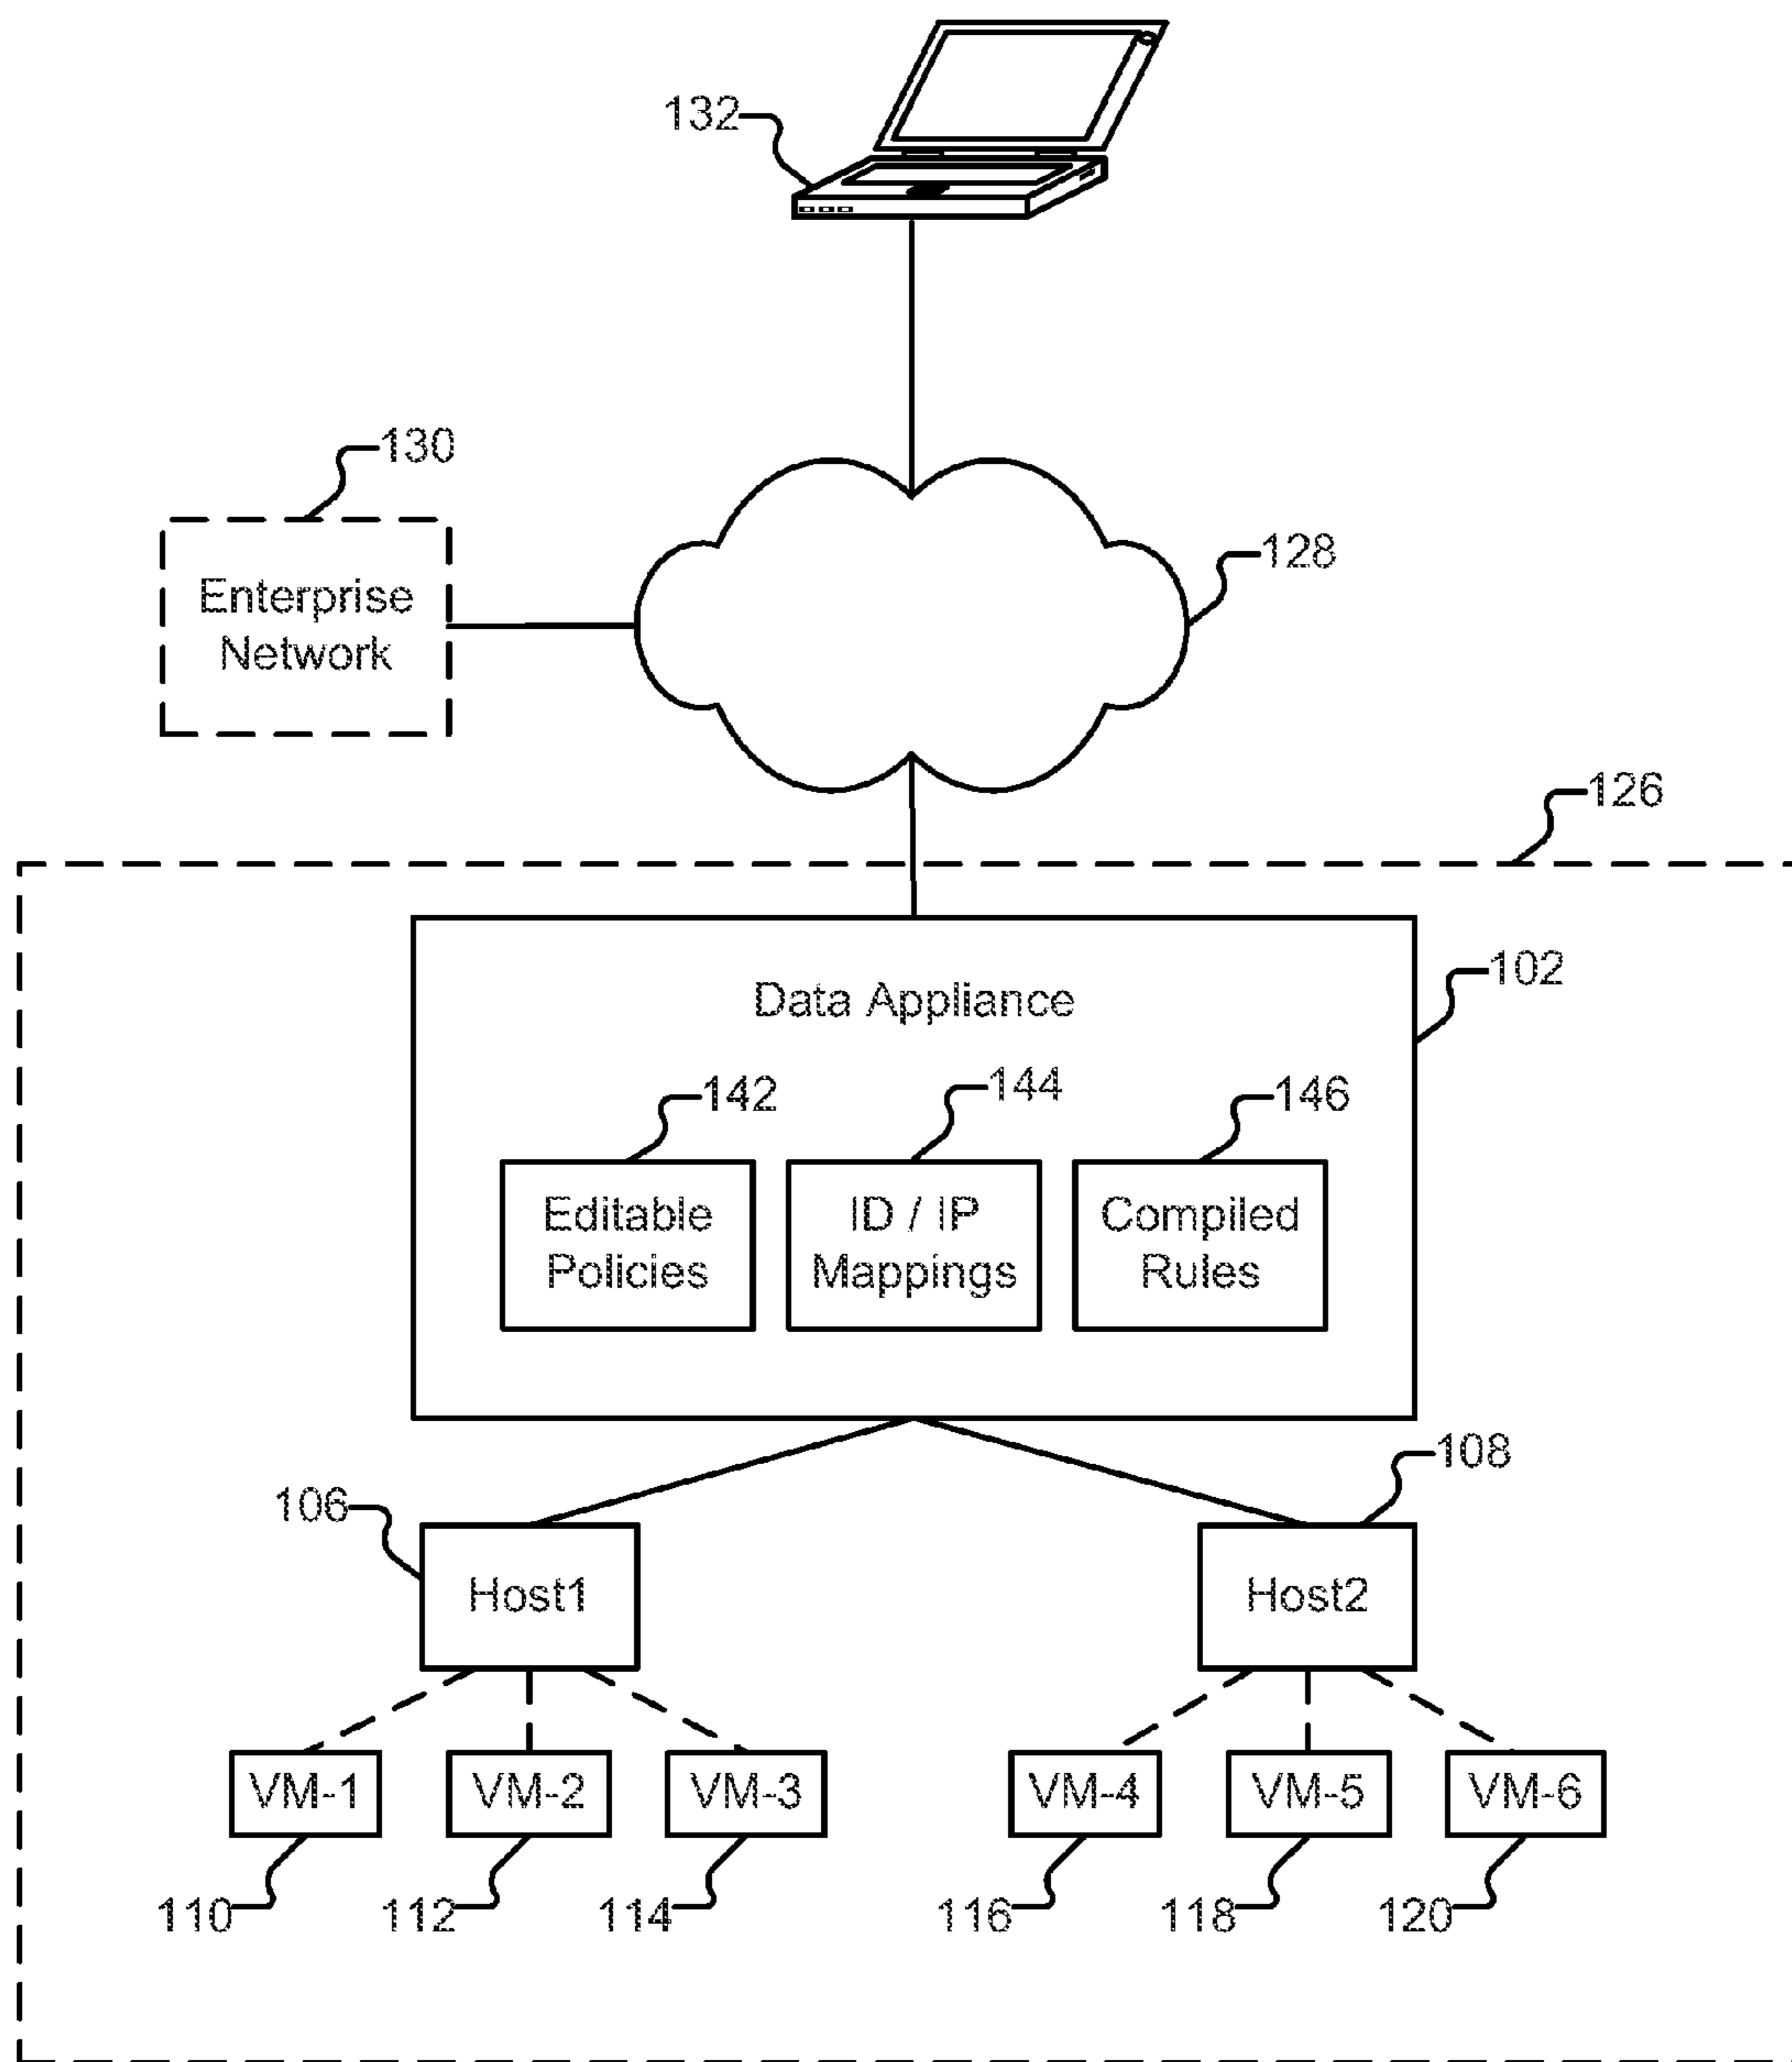 132
130
Enterprise
Network
128
126
102
Data Appliance
142
144
146
Editable
Policies
ID / IP
Mappings
Compiled
Rules
108
106
Host1
Host2
VM-1
VM-2
VM-3
VM-4
VM-5
VM-6
110
112
114
116
118
120